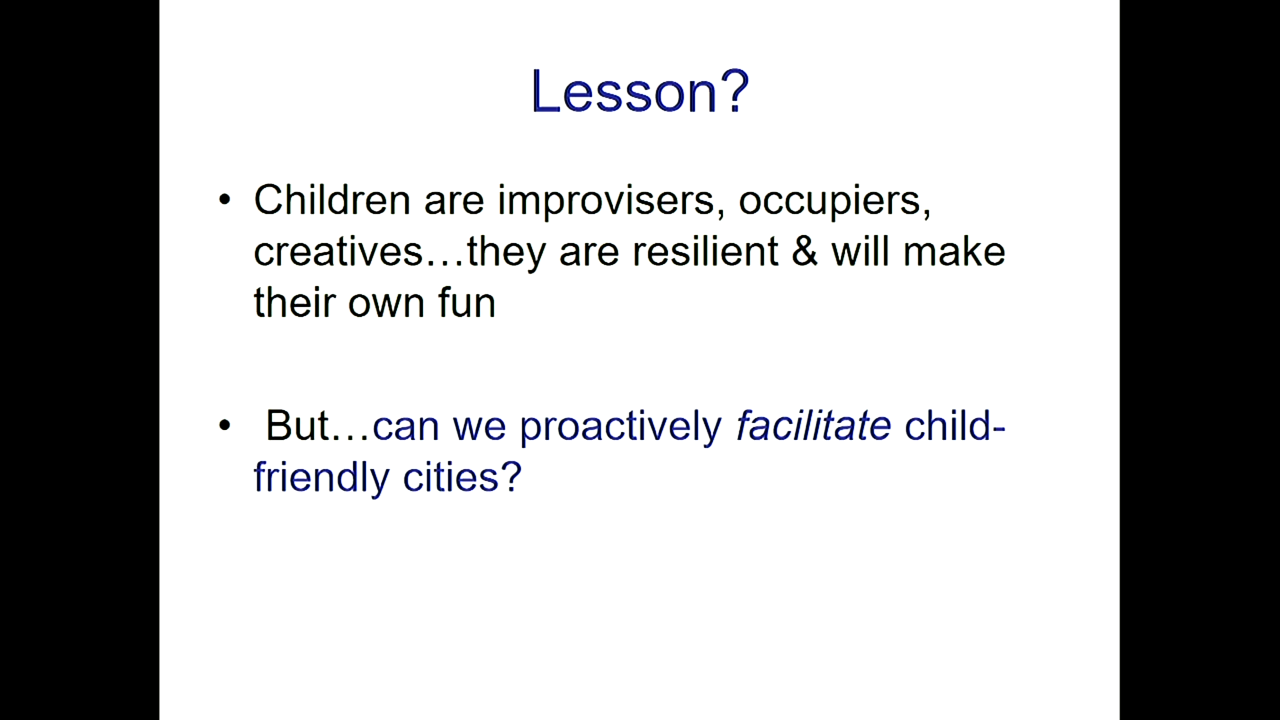 Lesson?
• Children are improvisers, occupiers,
creatives…they are resilient & will make
their own fun
• But…can we proactively facilitate child-
friendly cities?